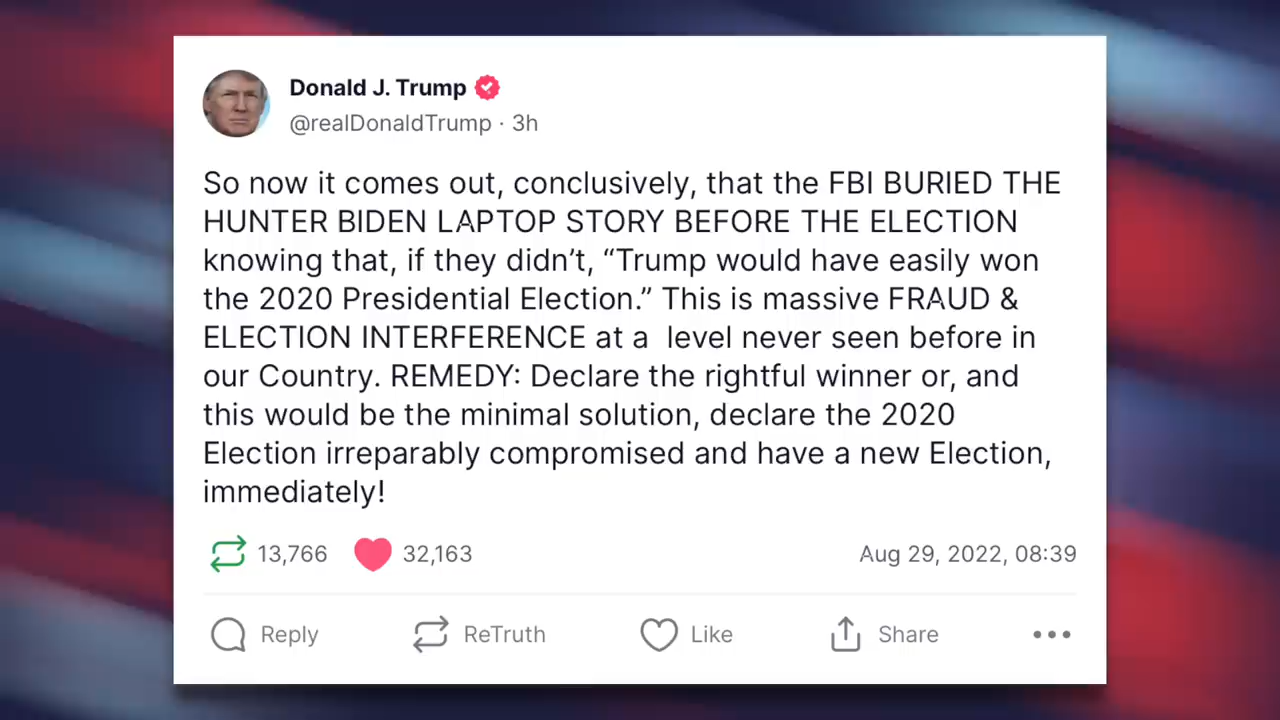 Donald J. Trump
@realDonaldTrump · 3h
So now it comes out, conclusively, that the FBI BURIED THE
HUNTER BIDEN LAPTOP STORY BEFORE THE ELECTION
knowing that, if they didn’t, “Trump would have easily won
the 2020 Presidential Election.” This is massive FRAUD &
ELECTION INTERFERENCE at a  level never seen before in
our Country. REMEDY: Declare the rightful winner or, and
this would be the minimal solution, declare the 2020
Election irreparably compromised and have a new Election,
immediately!
13,766 32,163 Aug 29, 2022, 08:39
Reply ReTruth Like Share